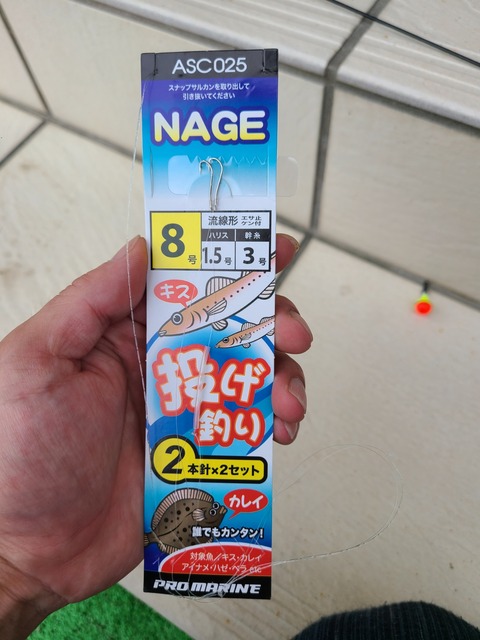 ASC025
スナップサルカンを取り出して
引き抜いてください
NAGE
8号
流線形 エサ止ケン付
ハリス 幹糸
1.5号 3号
キス
投げ
釣り
2本針×2セット
カレイ
誰でもカンタン!
対象魚/キス・カレイ
アイナメ・ハゼ・ベラ etc
PRO MARINE